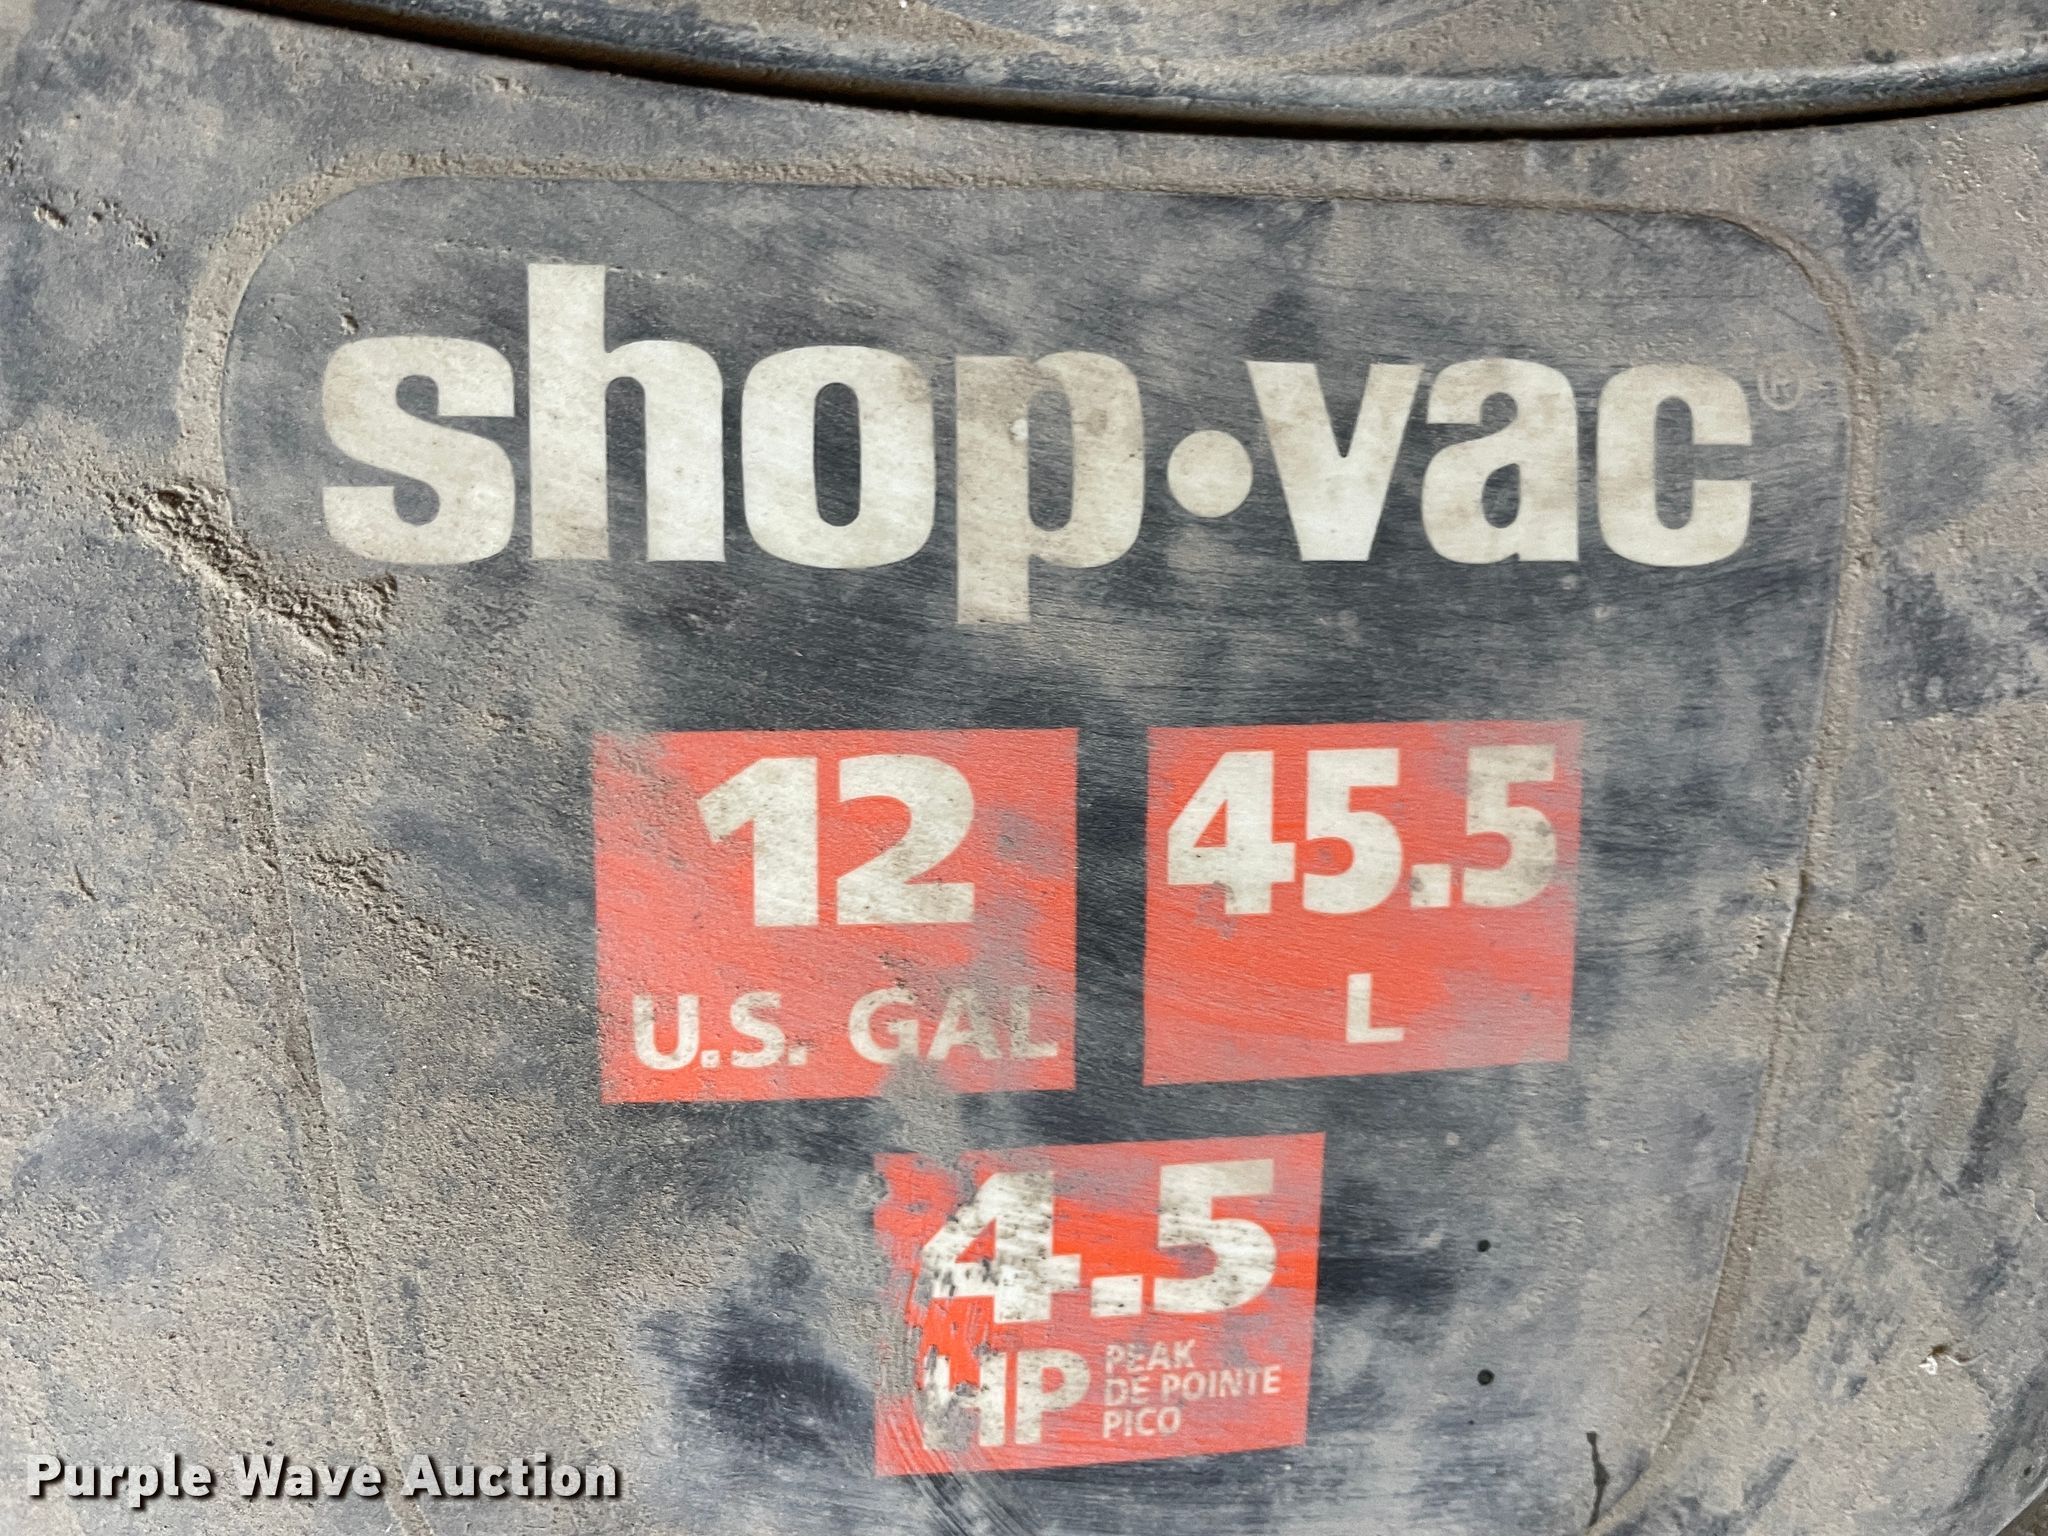 shop·vac®
12
U.S. GAL
45.5
L
4.5
HP
PEAK
DE POINTE
PICO
Purple Wave Auction